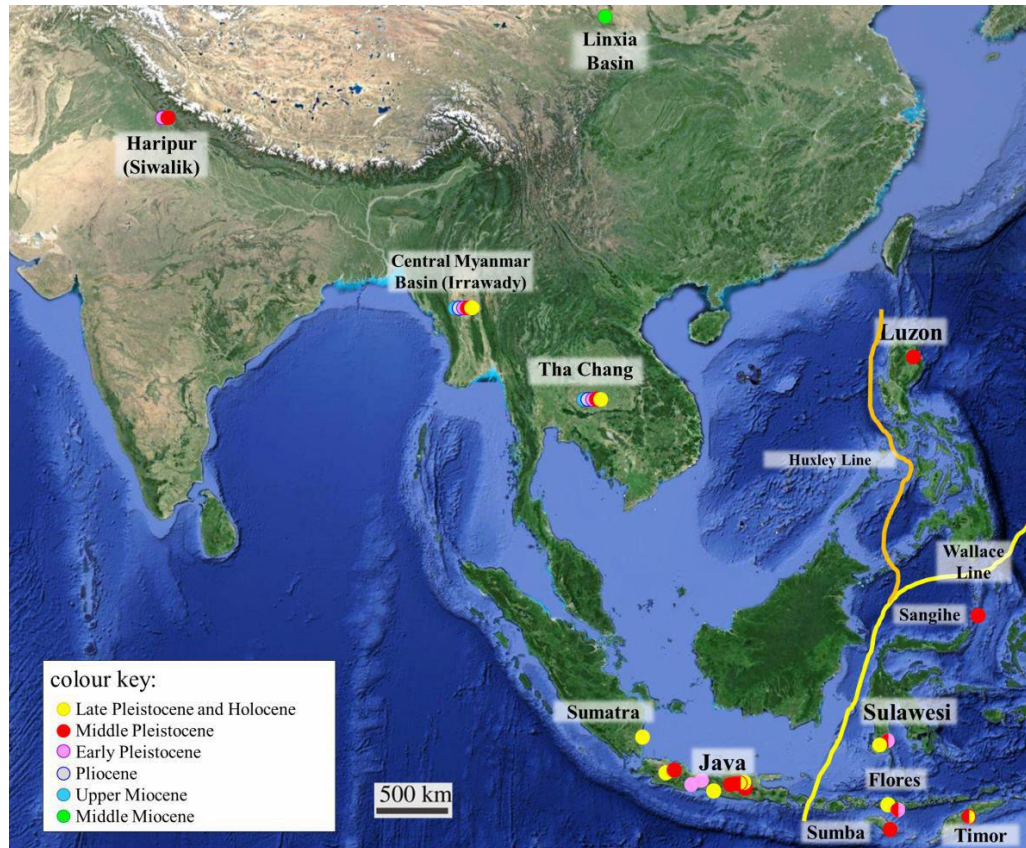 Linxia
Basin
Haripur
(Siwalik)
Central Myanmar
Basin (Irrawady)
Luzon
Tha Chang
Huxley Line
Wallace
Line
Sangihe
colour key:
Late Pleistocene and Holocene
Middle Pleistocene
Early Pleistocene
Pliocene
Upper Miocene
Middle Miocene
500 km
Sumatra
Java
Sulawesi
Flores
Sumba
Timor